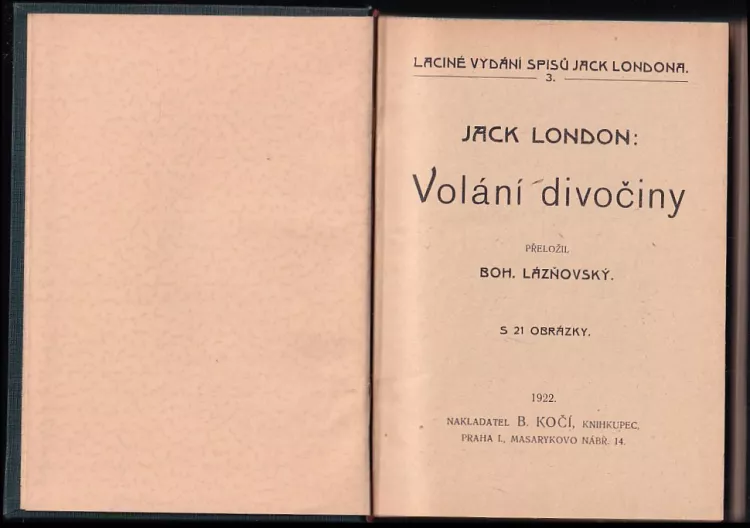 LACINÉ VYDÁNÍ SPISŮ JACK LONDONA.
3.
JACK LONDON:
Volání divočiny
PŘELOŽIL
BOH. LÁZŇOVSKÝ.
S 21 OBRÁZKY.
1922.
NAKLADATEL B. KOČÍ, KNIHKUPEC,
PRAHA I., MASARYKOVO NÁBŘ. 14.